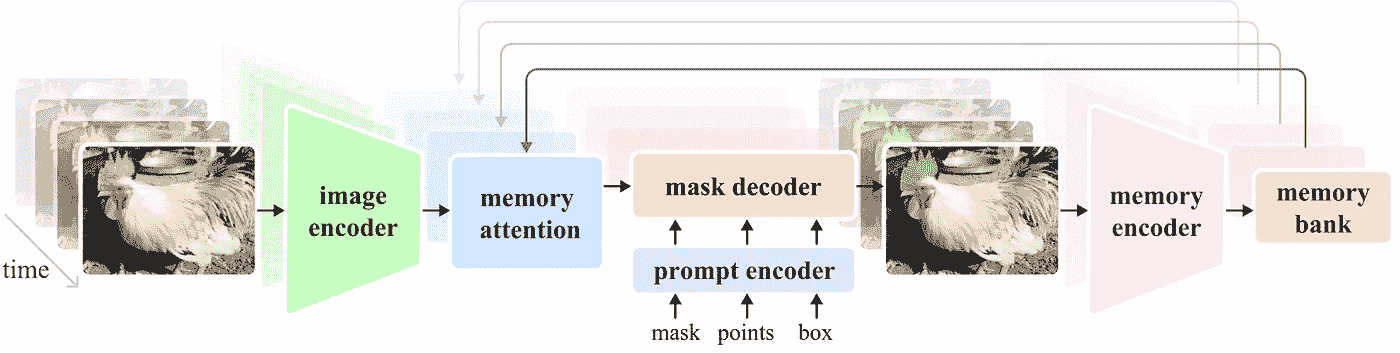 time
image
encoder
memory
attention
mask decoder
prompt encoder
mask points box
memory
encoder
memory
bank